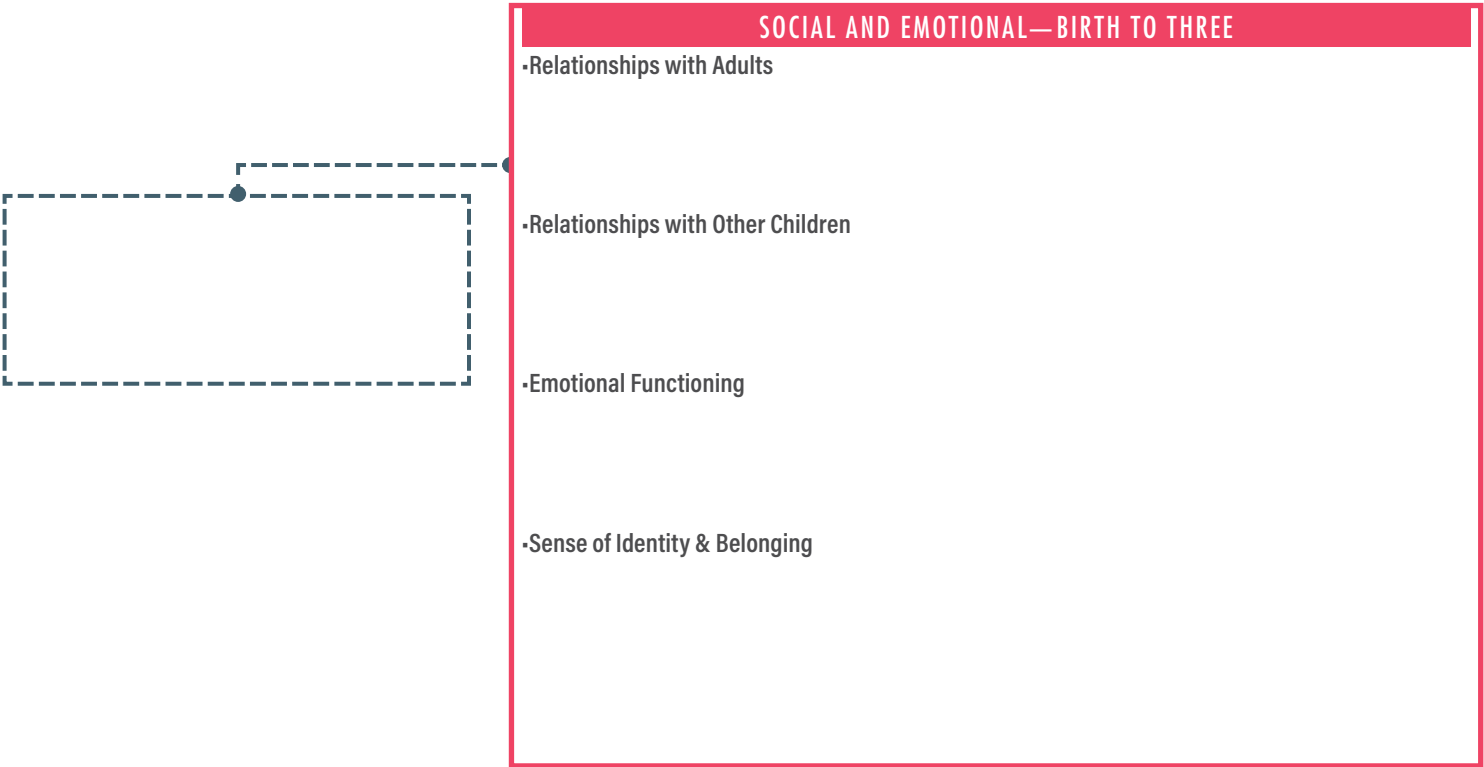 SOCIAL AND EMOTIONAL—BIRTH TO THREE
▪Relationships with Adults
▪Relationships with Other Children
▪Emotional Functioning
▪Sense of Identity & Belonging